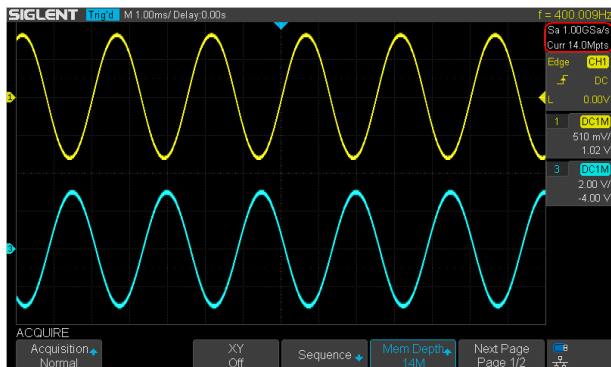 SIGLENT Trig'd M 1.00ms/ Delay:0.00s f = 400.009Hz
Sa 1.00GSa/s
Curr 14.0Mpts
Edge CH1
DC
L 0.00V
1 DC1M
510 mV/
1.02 V
3 DC1M
2.00 V/
-4.00 V
1
3
ACQUIRE
Acquisition XY Sequence Mem Depth Next Page
Normal Off 14M Page 1/2